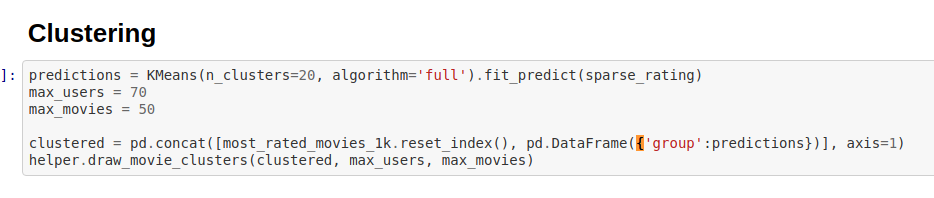 Clustering
]: predictions = KMeans(n_clusters=20, algorithm='full').fit_predict(sparse_rating)
max_users = 70
max_movies = 50
clustered = pd.concat([most_rated_movies_1k.reset_index(), pd.DataFrame({'group':predictions})], axis=1)
helper.draw_movie_clusters(clustered, max_users, max_movies)